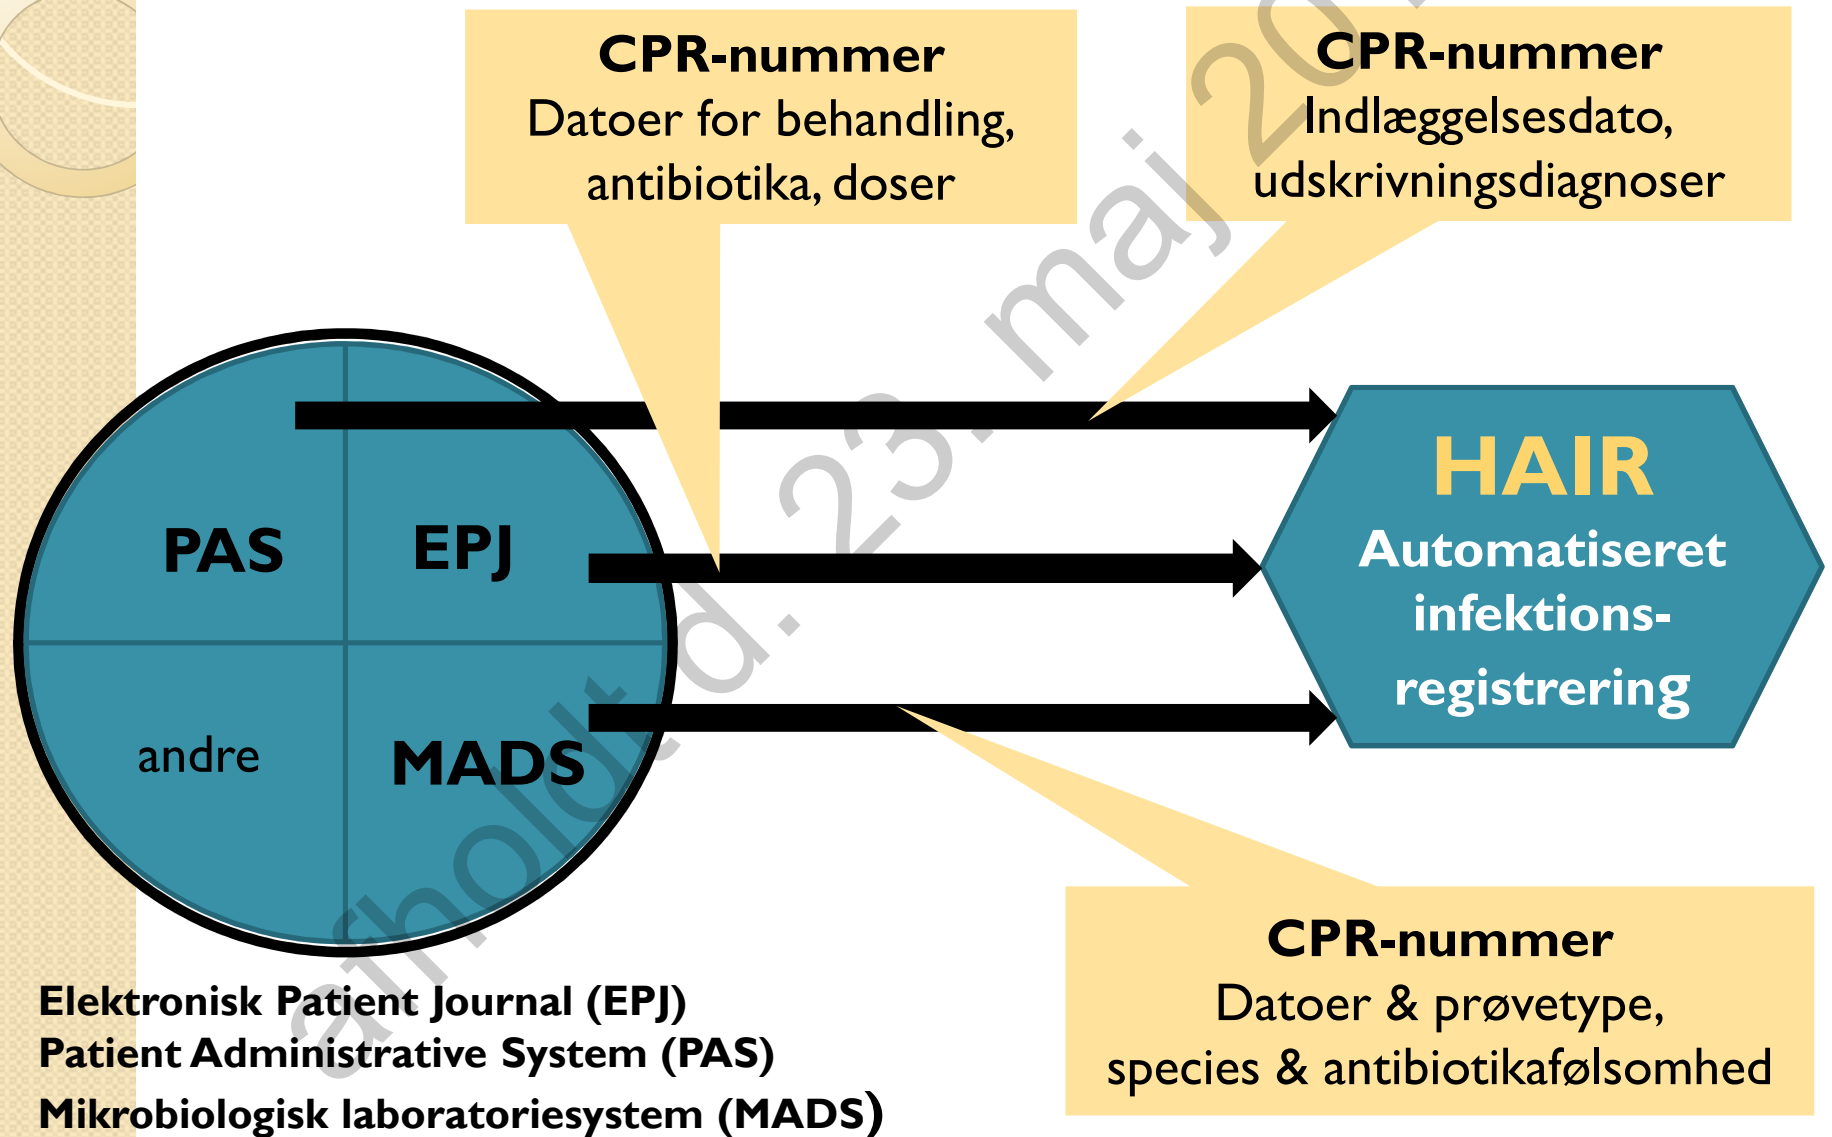 CPR-nummer
Datoer for behandling,
antibiotika, doser
CPR-nummer
Indlæggelsesdato,
udskrivningsdiagnoser
PAS
EPJ
andre
MADS
HAIR
Automatiseret
infektions-
registrering
CPR-nummer
Datoer & prøvetype,
species & antibiotikafølsomhed
Elektronisk Patient Journal (EPJ)
Patient Administrative System (PAS)
Mikrobiologisk laboratoriesystem (MADS)
afholdt d. 23. maj